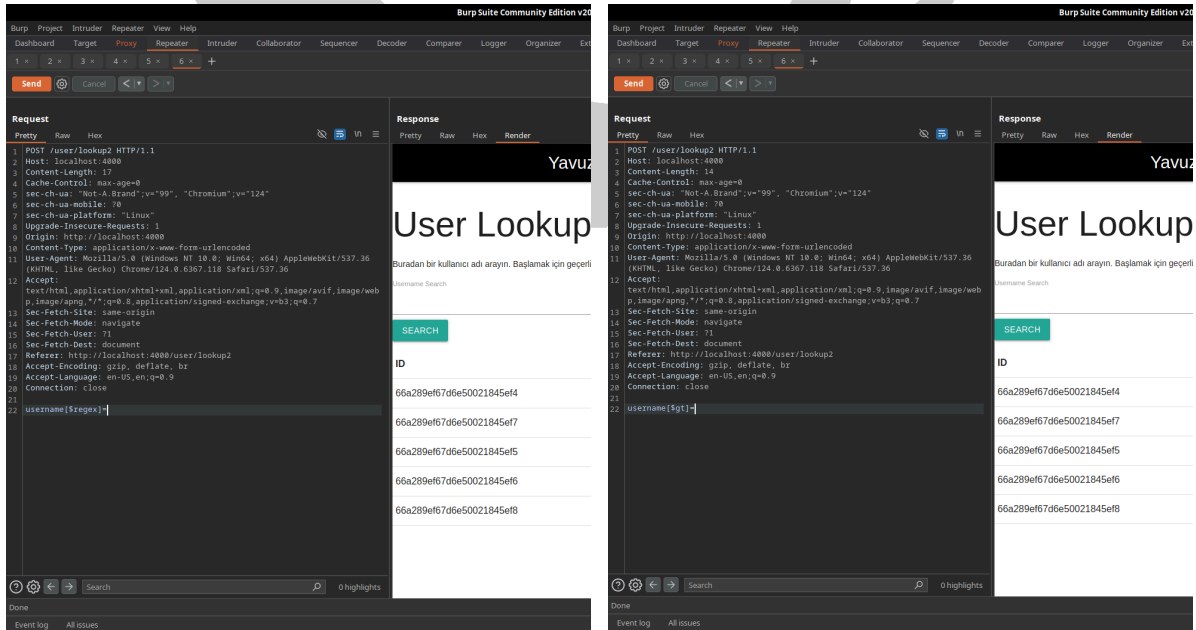 Burp Suite Community Edition v20
Burp Project Intruder Repeater View Help
Dashboard Target Proxy Repeater Intruder Collaborator Sequencer Decoder Comparer Logger Organizer Ext
1 × 2 × 3 × 4 × 5 × 6 × +
Send Cancel < >
Request
Pretty Raw Hex \n
1 POST /user/lookup2 HTTP/1.1
2 Host: localhost:4000
3 Content-Length: 17
4 Cache-Control: max-age=0
5 sec-ch-ua: "Not-A.Brand";v="99", "Chromium";v="124"
6 sec-ch-ua-mobile: ?0
7 sec-ch-ua-platform: "Linux"
8 Upgrade-Insecure-Requests: 1
9 Origin: http://localhost:4000
10 Content-Type: application/x-www-form-urlencoded
11 User-Agent: Mozilla/5.0 (Windows NT 10.0; Win64; x64) AppleWebKit/537.36
(KHTML, like Gecko) Chrome/124.0.6367.118 Safari/537.36
12 Accept:
text/html,application/xhtml+xml,application/xml;q=0.9,image/avif,image/web
p,image/apng,*/*;q=0.8,application/signed-exchange;v=b3;q=0.7
13 Sec-Fetch-Site: same-origin
14 Sec-Fetch-Mode: navigate
15 Sec-Fetch-User: ?1
16 Sec-Fetch-Dest: document
17 Referer: http://localhost:4000/user/lookup2
18 Accept-Encoding: gzip, deflate, br
19 Accept-Language: en-US,en;q=0.9
20 Connection: close
21
22 username[$regex]=
Search 0 highlights
Done
Event log All issues
Response
Pretty Raw Hex Render
Yavuz
User Lookup
Buradan bir kullanıcı adı arayın. Başlamak için geçerli
Username Search
SEARCH
ID
66a289ef67d6e50021845ef4
66a289ef67d6e50021845ef7
66a289ef67d6e50021845ef5
66a289ef67d6e50021845ef6
66a289ef67d6e50021845ef8
Burp Suite Community Edition v20
Burp Project Intruder Repeater View Help
Dashboard Target Proxy Repeater Intruder Collaborator Sequencer Decoder Comparer Logger Organizer Ext
1 × 2 × 3 × 4 × 5 × 6 × +
Send Cancel < >
Request
Pretty Raw Hex \n
1 POST /user/lookup2 HTTP/1.1
2 Host: localhost:4000
3 Content-Length: 14
4 Cache-Control: max-age=0
5 sec-ch-ua: "Not-A.Brand";v="99", "Chromium";v="124"
6 sec-ch-ua-mobile: ?0
7 sec-ch-ua-platform: "Linux"
8 Upgrade-Insecure-Requests: 1
9 Origin: http://localhost:4000
10 Content-Type: application/x-www-form-urlencoded
11 User-Agent: Mozilla/5.0 (Windows NT 10.0; Win64; x64) AppleWebKit/537.36
(KHTML, like Gecko) Chrome/124.0.6367.118 Safari/537.36
12 Accept:
text/html,application/xhtml+xml,application/xml;q=0.9,image/avif,image/web
p,image/apng,*/*;q=0.8,application/signed-exchange;v=b3;q=0.7
13 Sec-Fetch-Site: same-origin
14 Sec-Fetch-Mode: navigate
15 Sec-Fetch-User: ?1
16 Sec-Fetch-Dest: document
17 Referer: http://localhost:4000/user/lookup2
18 Accept-Encoding: gzip, deflate, br
19 Accept-Language: en-US,en;q=0.9
20 Connection: close
21
22 username[$gt]=
Search 0 highlights
Done
Event log All issues
Response
Pretty Raw Hex Render
Yavuz
User Lookup
Buradan bir kullanıcı adı arayın. Başlamak için geçerli
Username Search
SEARCH
ID
66a289ef67d6e50021845ef4
66a289ef67d6e50021845ef7
66a289ef67d6e50021845ef5
66a289ef67d6e50021845ef6
66a289ef67d6e50021845ef8